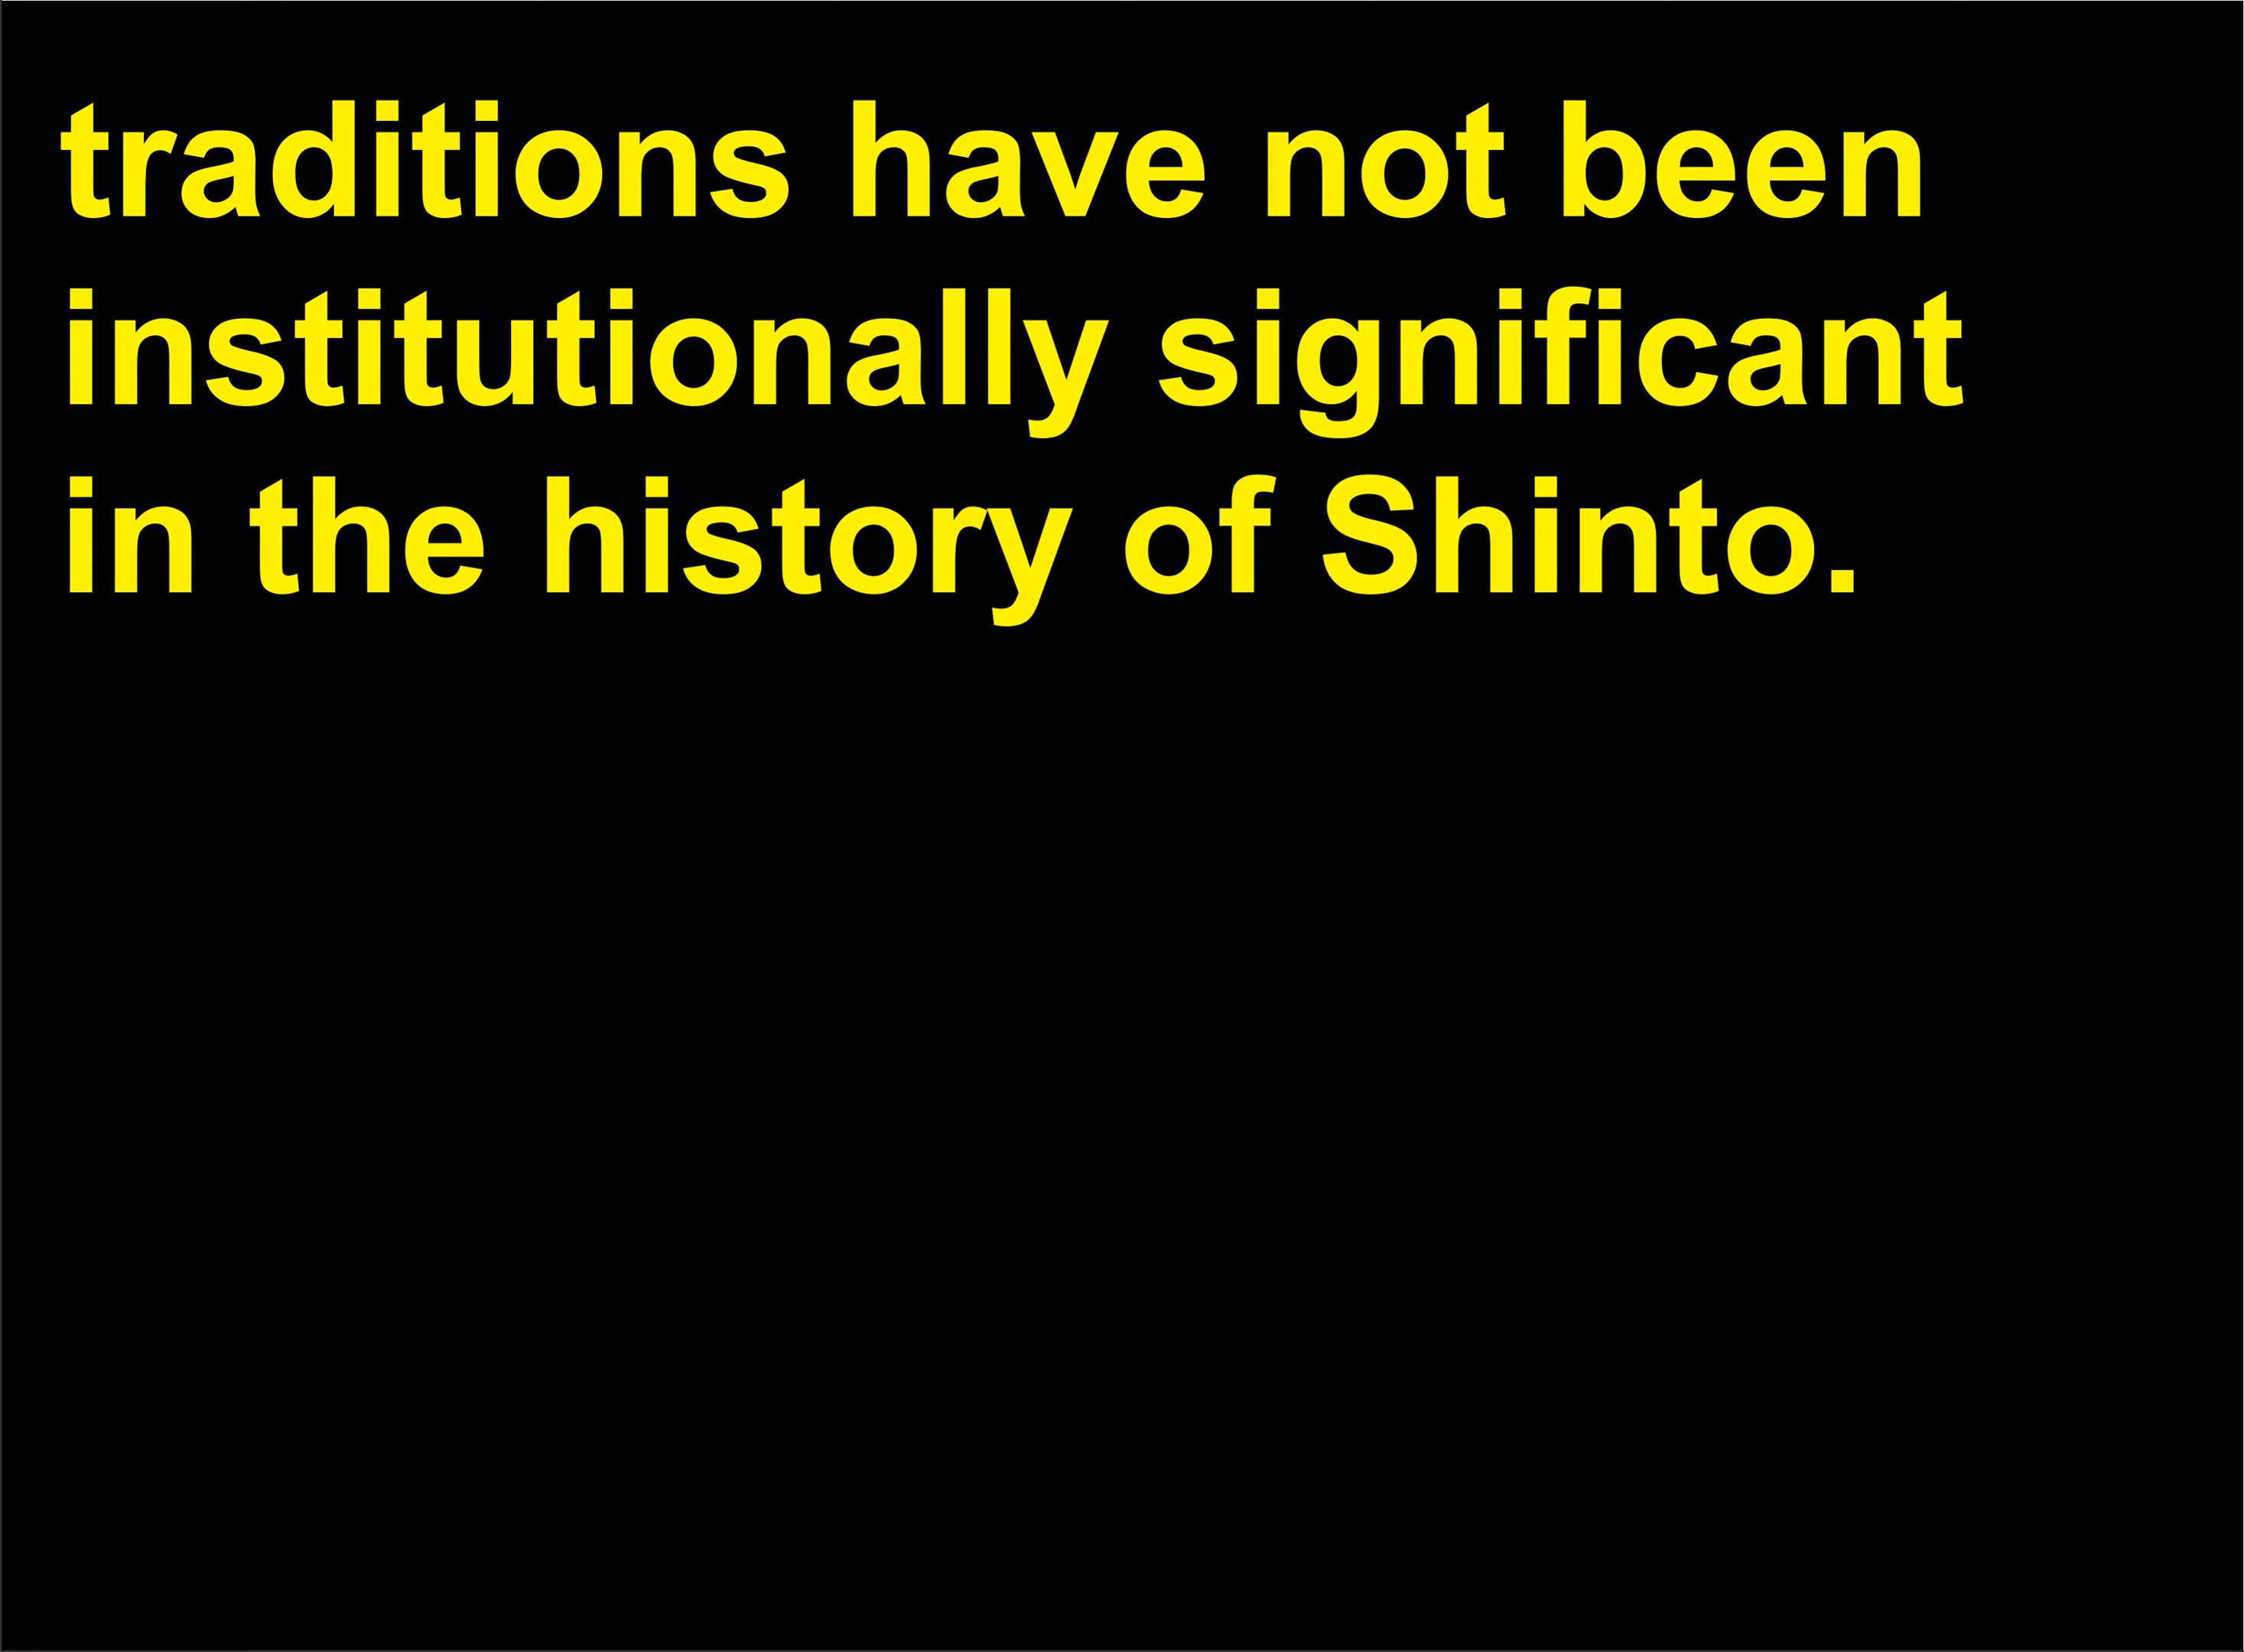 traditions have not been
institutionally significant
in the history of Shinto.